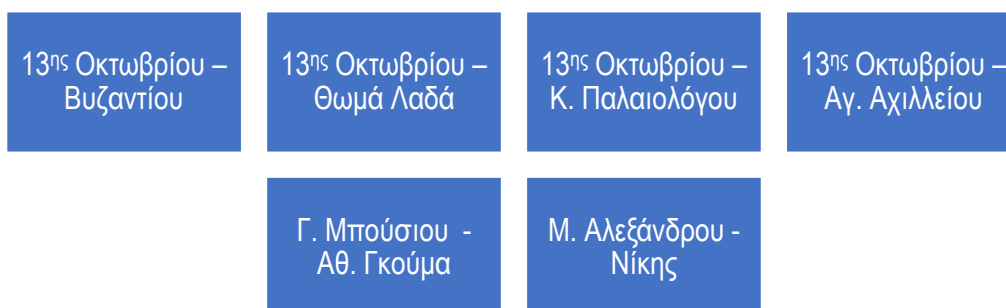 13ης Οκτωβρίου –
Βυζαντίου
13ης Οκτωβρίου –
Θωμά Λαδά
13ης Οκτωβρίου –
Κ. Παλαιολόγου
13ης Οκτωβρίου –
Αγ. Αχιλλείου
Γ. Μπούσιου -
Αθ. Γκούμα
Μ. Αλεξάνδρου -
Νίκης